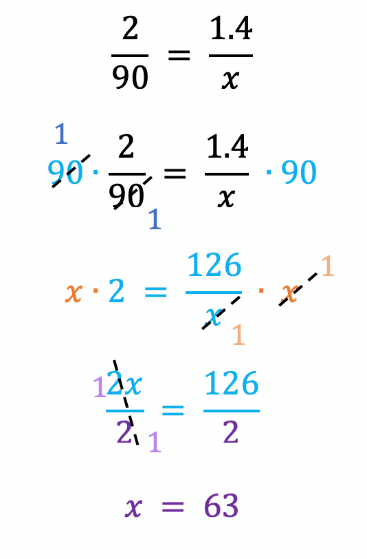 2/90 = 1.4/x
1
90 · 2/90 = 1.4/x · 90
1
x · 2 = 126/x · x 1
1
1 2x/2 = 126/2
1
x = 63